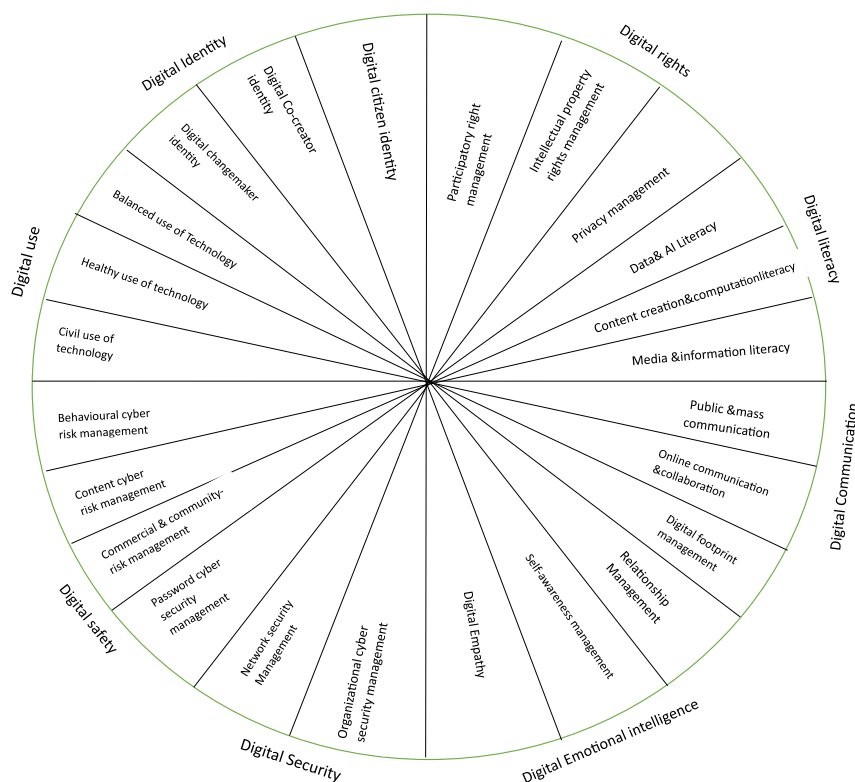 Digital Identity
Digital Co-creator
identity
Digital citizen identity
Digital changemaker
identity
Digital rights
Participatory right
management
Intellectual property
rights management
Privacy management
Digital literacy
Data& AI Literacy
Content creation&computationliteracy
Media &information literacy
Digital use
Balanced use of Technology
Healthy use of technology
Civil use of
technology
Digital Communication
Public &mass
communication
Online communication
&collaboration
Digital footprint
management
Digital safety
Behavioural cyber
risk management
Content cyber
risk management
Commercial & community-
risk management
Digital Security
Password cyber
security
management
Network security
Management
Organizational cyber
security management
Digital Emotional intelligence
Digital Empathy
Self-awareness management
Relationship
Management